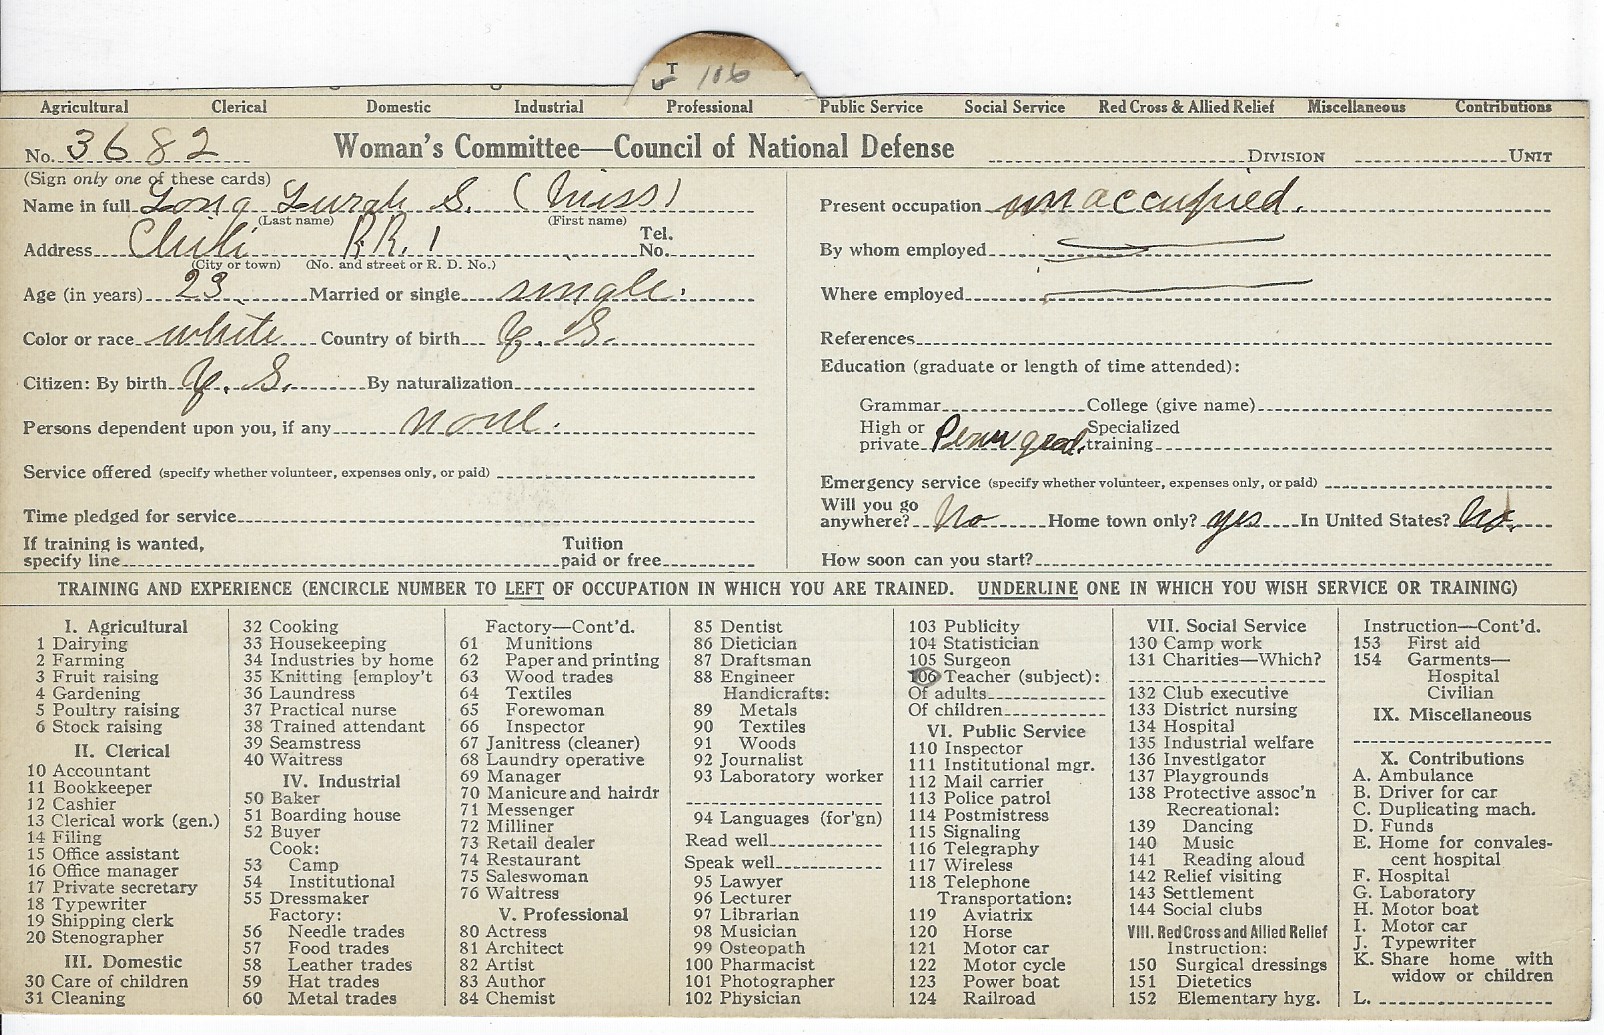 T 106
Agricultural Clerical Domestic Industrial Professional Public Service Social Service Red Cross & Allied Relief Miscellaneous Contributions
No. 3682 Woman's Committee—Council of National Defense DIVISION UNIT
(Sign only one of these cards)
Name in full Long Zurah S. (Miss)
(Last name) (First name)
Address Chili R.R. 1 Tel. No.
(City or town) (No. and street or R. D. No.)
Age (in years) 23 Married or single single.
Color or race white Country of birth U. S.
Citizen: By birth U. S. By naturalization
Persons dependent upon you, if any none.
Service offered (specify whether volunteer, expenses only, or paid)
Time pledged for service
If training is wanted, specify line Tuition paid or free
Present occupation unaccupied.
By whom employed
Where employed
References
Education (graduate or length of time attended):
Grammar College (give name)
High or private Peru grad. Specialized training
Emergency service (specify whether volunteer, expenses only, or paid)
Will you go anywhere? No Home town only? yes In United States? No.
How soon can you start?
TRAINING AND EXPERIENCE (ENCIRCLE NUMBER TO LEFT OF OCCUPATION IN WHICH YOU ARE TRAINED. UNDERLINE ONE IN WHICH YOU WISH SERVICE OR TRAINING)
I. Agricultural
1 Dairying
2 Farming
3 Fruit raising
4 Gardening
5 Poultry raising
6 Stock raising
II. Clerical
10 Accountant
11 Bookkeeper
12 Cashier
13 Clerical work (gen.)
14 Filing
15 Office assistant
16 Office manager
17 Private secretary
18 Typewriter
19 Shipping clerk
20 Stenographer
III. Domestic
30 Care of children
31 Cleaning
32 Cooking
33 Housekeeping
34 Industries by home
35 Knitting [employ't
36 Laundress
37 Practical nurse
38 Trained attendant
39 Seamstress
40 Waitress
IV. Industrial
50 Baker
51 Boarding house
52 Buyer
Cook:
53 Camp
54 Institutional
55 Dressmaker
Factory:
56 Needle trades
57 Food trades
58 Leather trades
59 Hat trades
60 Metal trades
Factory—Cont'd.
61 Munitions
62 Paper and printing
63 Wood trades
64 Textiles
65 Forewoman
66 Inspector
67 Janitress (cleaner)
68 Laundry operative
69 Manager
70 Manicure and hairdr
71 Messenger
72 Milliner
73 Retail dealer
74 Restaurant
75 Saleswoman
76 Waitress
V. Professional
80 Actress
81 Architect
82 Artist
83 Author
84 Chemist
85 Dentist
86 Dietician
87 Draftsman
88 Engineer
Handicrafts:
89 Metals
90 Textiles
91 Woods
92 Journalist
93 Laboratory worker
94 Languages (for'gn)
Read well
Speak well
95 Lawyer
96 Lecturer
97 Librarian
98 Musician
99 Osteopath
100 Pharmacist
101 Photographer
102 Physician
103 Publicity
104 Statistician
105 Surgeon
106 Teacher (subject):
Of adults
Of children
VI. Public Service
110 Inspector
111 Institutional mgr.
112 Mail carrier
113 Police patrol
114 Postmistress
115 Signaling
116 Telegraphy
117 Wireless
118 Telephone
Transportation:
119 Aviatrix
120 Horse
121 Motor car
122 Motor cycle
123 Power boat
124 Railroad
VII. Social Service
130 Camp work
131 Charities—Which?
132 Club executive
133 District nursing
134 Hospital
135 Industrial welfare
136 Investigator
137 Playgrounds
138 Protective assoc'n
Recreational:
139 Dancing
140 Music
141 Reading aloud
142 Relief visiting
143 Settlement
144 Social clubs
VIII. Red Cross and Allied Relief
Instruction:
150 Surgical dressings
151 Dietetics
152 Elementary hyg.
Instruction—Cont'd.
153 First aid
154 Garments—
Hospital
Civilian
IX. Miscellaneous
X. Contributions
A. Ambulance
B. Driver for car
C. Duplicating mach.
D. Funds
E. Home for convales-
cent hospital
F. Hospital
G. Laboratory
H. Motor boat
I. Motor car
J. Typewriter
K. Share home with
widow or children
L.